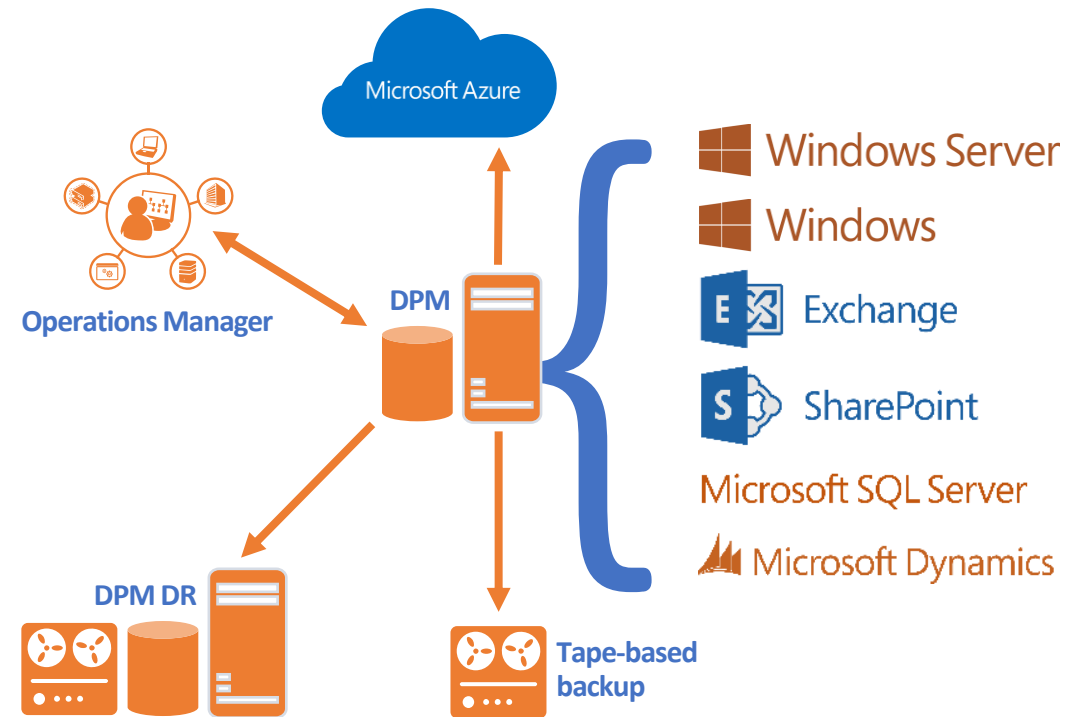 Microsoft Azure
Operations Manager
DPM
Windows Server
Windows
E
Exchange
S
SharePoint
Microsoft SQL Server
Microsoft Dynamics
DPM DR
Tape-based
backup